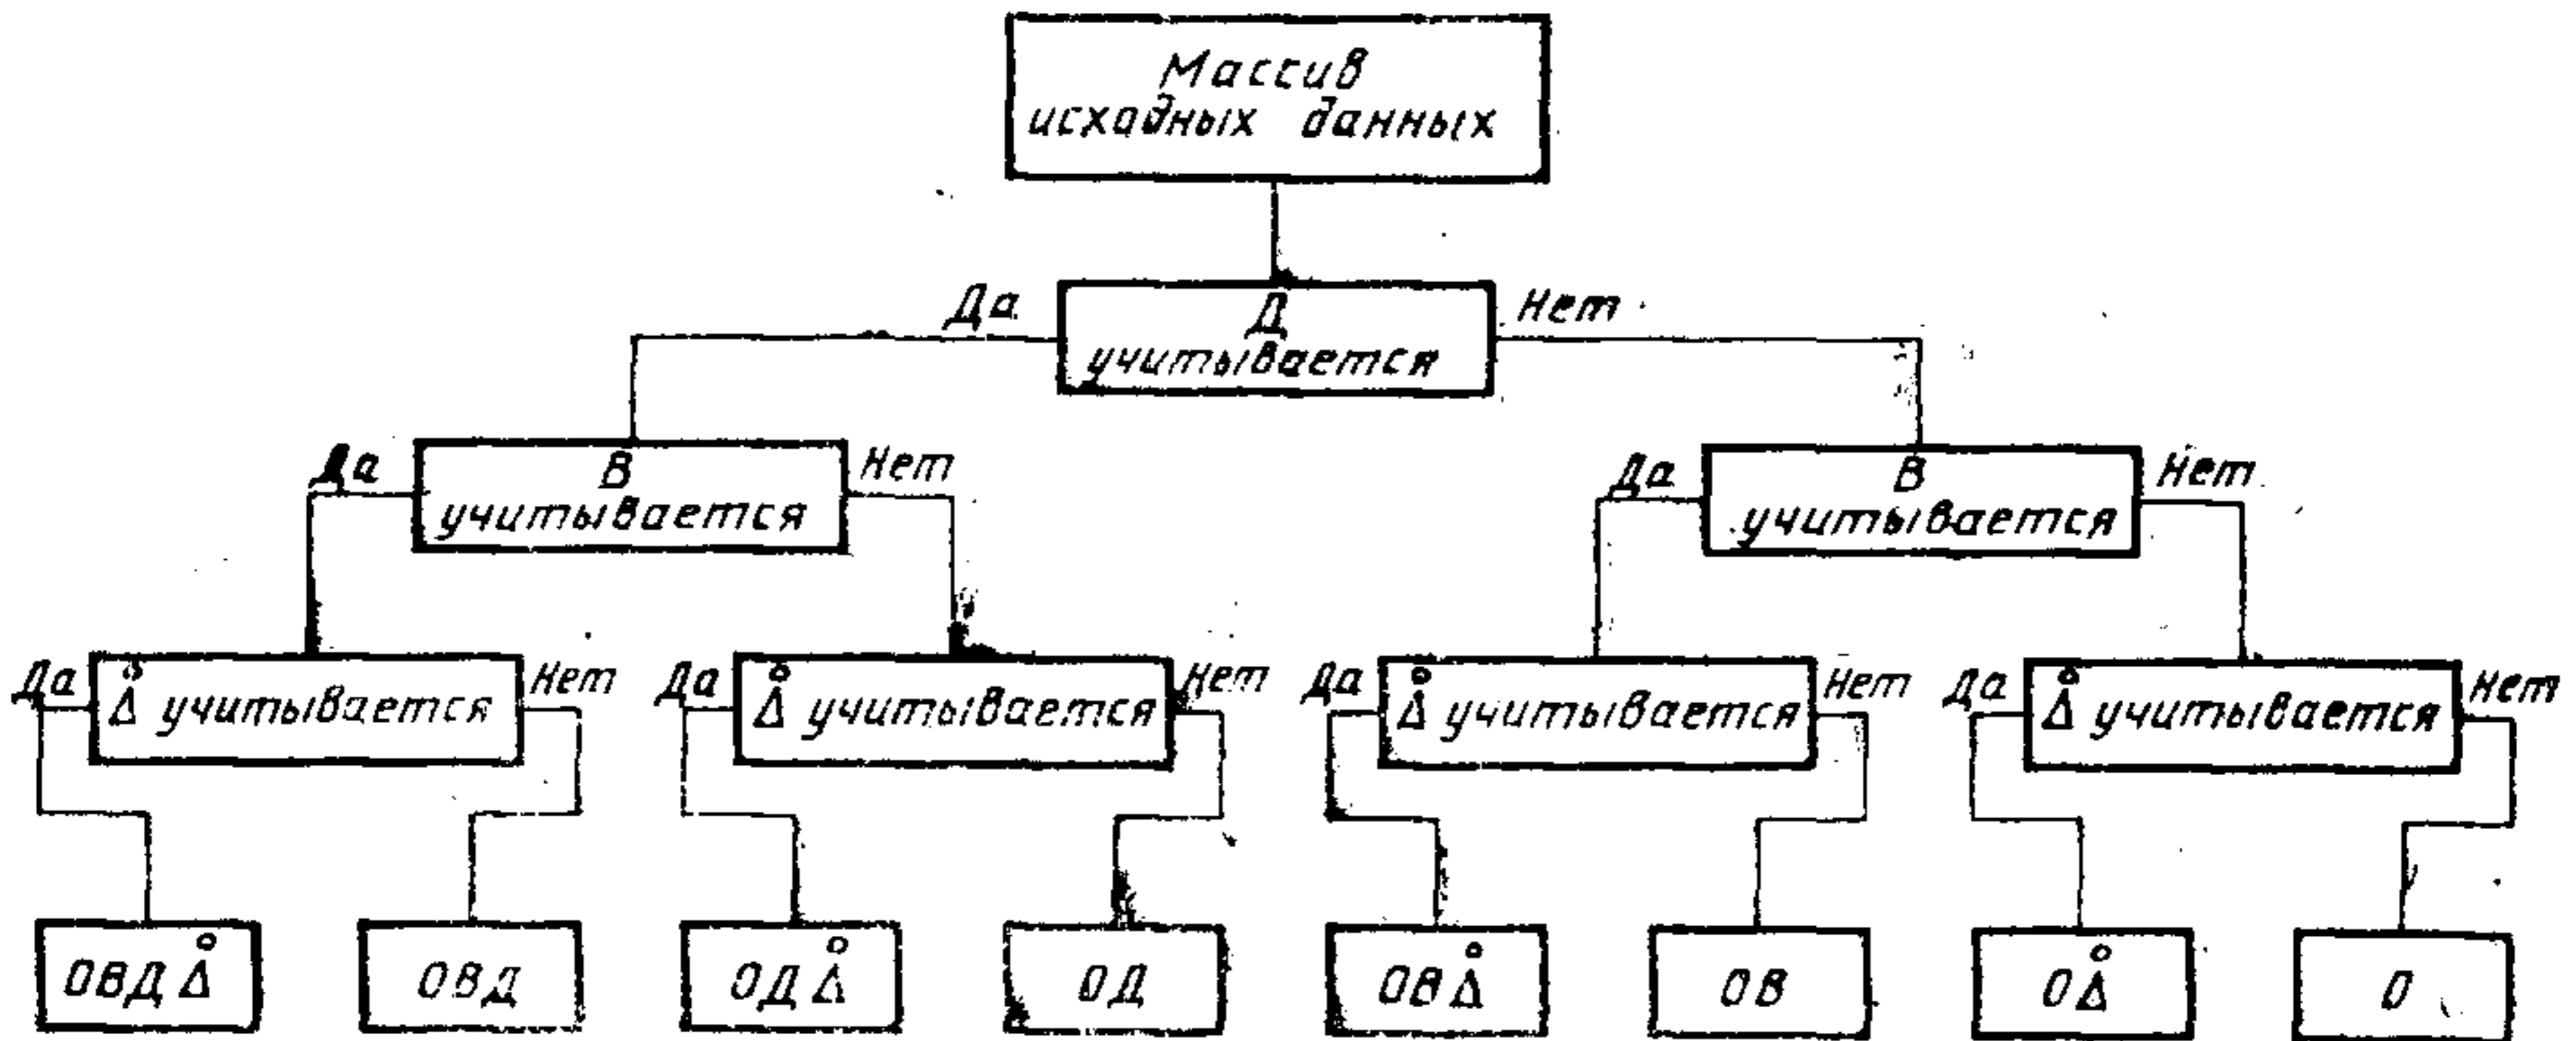 Массив
исходных данных
Да
Д
учитывается
Нет
Да
В
учитывается
Нет
Да
В
учитывается
Нет
Да
Δ̊ учитывается
Нет
Да
Δ̊ учитывается
Нет
Да
Δ̊ учитывается
Нет
Да
Δ̊ учитывается
Нет
ОВДΔ̊
ОВД
ОДΔ̊
ОД
ОВΔ̊
ОВ
ОΔ̊
О